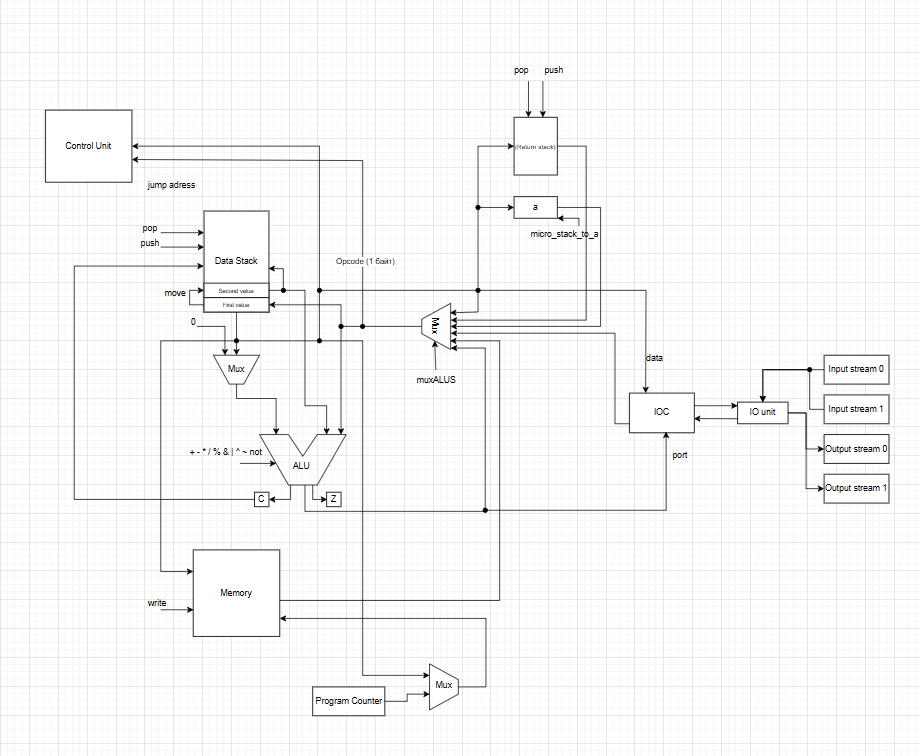 pop
push
Control Unit
(Return stack)
jump adress
a
micro_stack_to_a
pop
push
Data Stack
Opcode (1 байт)
move
Second value
First value
0
Mux
Mux
muxALUS
data
Input stream 0
IOC
IO unit
Input stream 1
Output stream 0
port
+ - * / % & | ^ ~ not
ALU
C
Z
Output stream 1
Memory
write
Mux
Program Counter